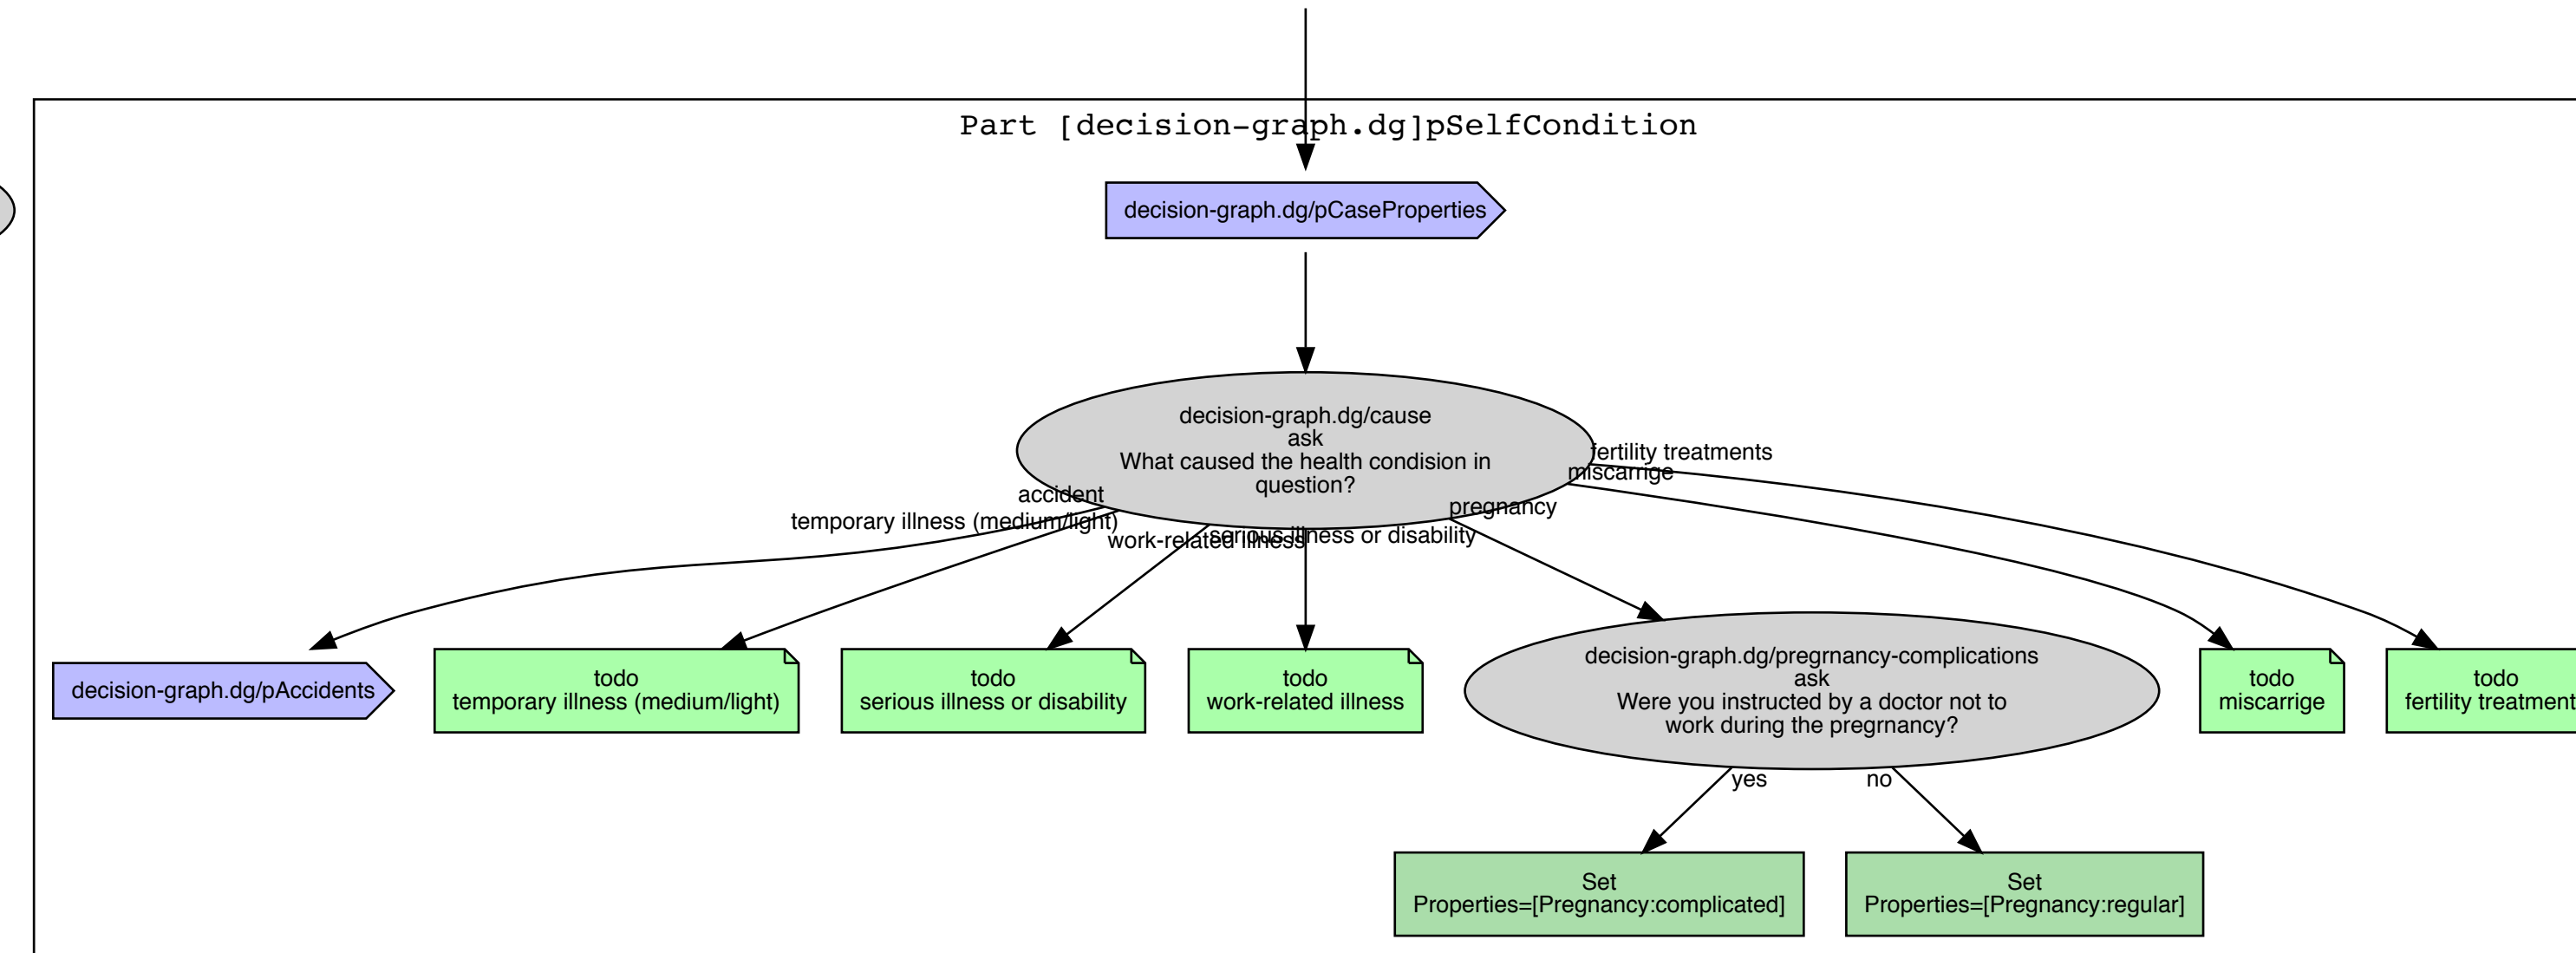 Part [decision-graph.dg]pSelfCondition
decision-graph.dg/pCaseProperties
decision-graph.dg/cause
ask
What caused the health condision in
question?
fertility treatments
miscarrige
accident
pregnancy
temporary illness (medium/light)
work-related illness
serious illness or disability
decision-graph.dg/pAccidents
todo
temporary illness (medium/light)
todo
serious illness or disability
todo
work-related illness
decision-graph.dg/pregrnancy-complications
ask
Were you instructed by a doctor not to
work during the pregrnancy?
todo
miscarrige
todo
fertility treatment
yes
no
Set
Properties=[Pregnancy:complicated]
Set
Properties=[Pregnancy:regular]